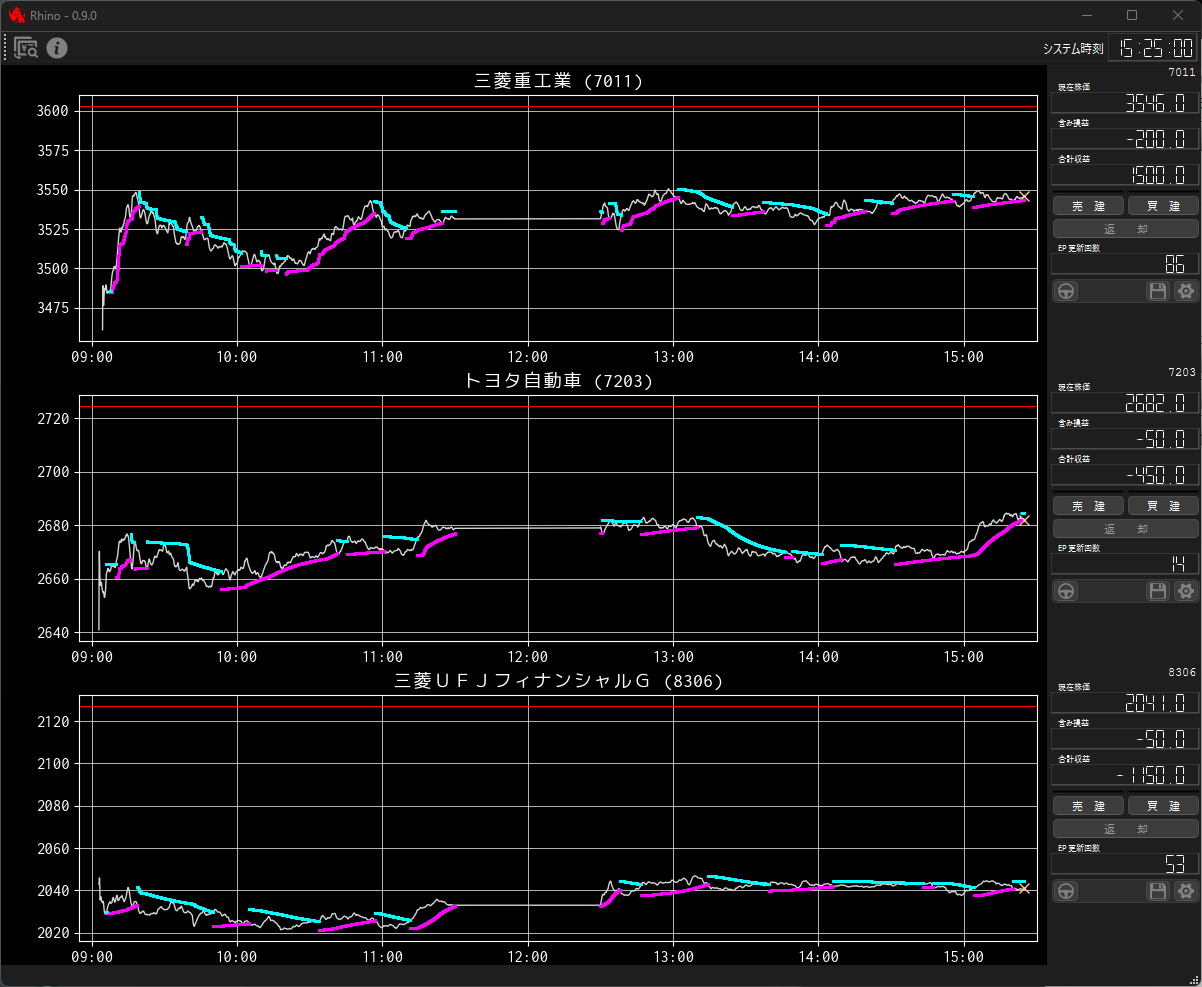 Rhino - 0.9.0
システム時刻 15:25:00
三菱重工業 (7011)
3600
3575
3550
3525
3500
3475
09:00 10:00 11:00 12:00 13:00 14:00 15:00
7011
現在株価
3546.0
含み損益
-200.0
合計収益
1500.0
売 建 買 建
返 却
EP 更新回数
86
トヨタ自動車 (7203)
2720
2700
2680
2660
2640
09:00 10:00 11:00 12:00 13:00 14:00 15:00
7203
現在株価
2682.0
含み損益
-50.0
合計収益
-450.0
売 建 買 建
返 却
EP 更新回数
14
三菱UFJフィナンシャルG (8306)
2120
2100
2080
2060
2040
2020
09:00 10:00 11:00 12:00 13:00 14:00 15:00
8306
現在株価
2041.0
含み損益
-50.0
合計収益
-1150.0
売 建 買 建
返 却
EP 更新回数
53